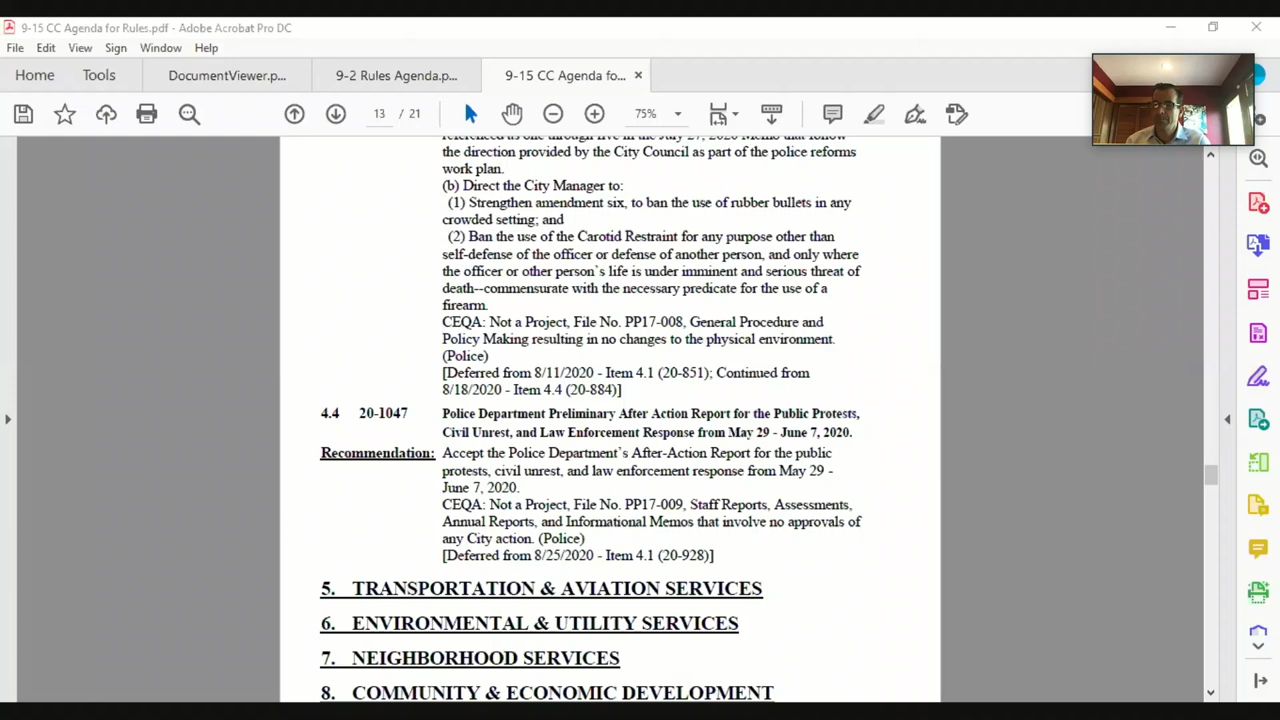 9-15 CC Agenda for Rules.pdf - Adobe Acrobat Pro DC
File Edit View Sign Window Help
Home Tools DocumentViewer.p... 9-2 Rules Agenda.p... 9-15 CC Agenda fo... ×
13 / 21 75%
referenced as one through five in the July 27, 2020 Memo that follow
the direction provided by the City Council as part of the police reforms
work plan.
(b) Direct the City Manager to:
(1) Strengthen amendment six, to ban the use of rubber bullets in any
crowded setting; and
(2) Ban the use of the Carotid Restraint for any purpose other than
self-defense of the officer or defense of another person, and only where
the officer or other person`s life is under imminent and serious threat of
death--commensurate with the necessary predicate for the use of a
firearm.
CEQA: Not a Project, File No. PP17-008, General Procedure and
Policy Making resulting in no changes to the physical environment.
(Police)
[Deferred from 8/11/2020 - Item 4.1 (20-851); Continued from
8/18/2020 - Item 4.4 (20-884)]
4.4 20-1047 Police Department Preliminary After Action Report for the Public Protests,
Civil Unrest, and Law Enforcement Response from May 29 - June 7, 2020.
Recommendation: Accept the Police Department`s After-Action Report for the public
protests, civil unrest, and law enforcement response from May 29 -
June 7, 2020.
CEQA: Not a Project, File No. PP17-009, Staff Reports, Assessments,
Annual Reports, and Informational Memos that involve no approvals of
any City action. (Police)
[Deferred from 8/25/2020 - Item 4.1 (20-928)]
5. TRANSPORTATION & AVIATION SERVICES
6. ENVIRONMENTAL & UTILITY SERVICES
7. NEIGHBORHOOD SERVICES
8. COMMUNITY & ECONOMIC DEVELOPMENT